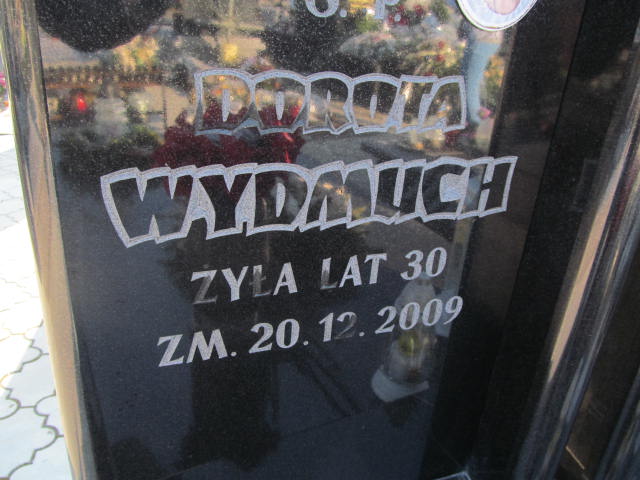 Ś. P.
DOROTA
WYDMUCH
ŻYŁA LAT 30
ZM. 20. 12. 2009